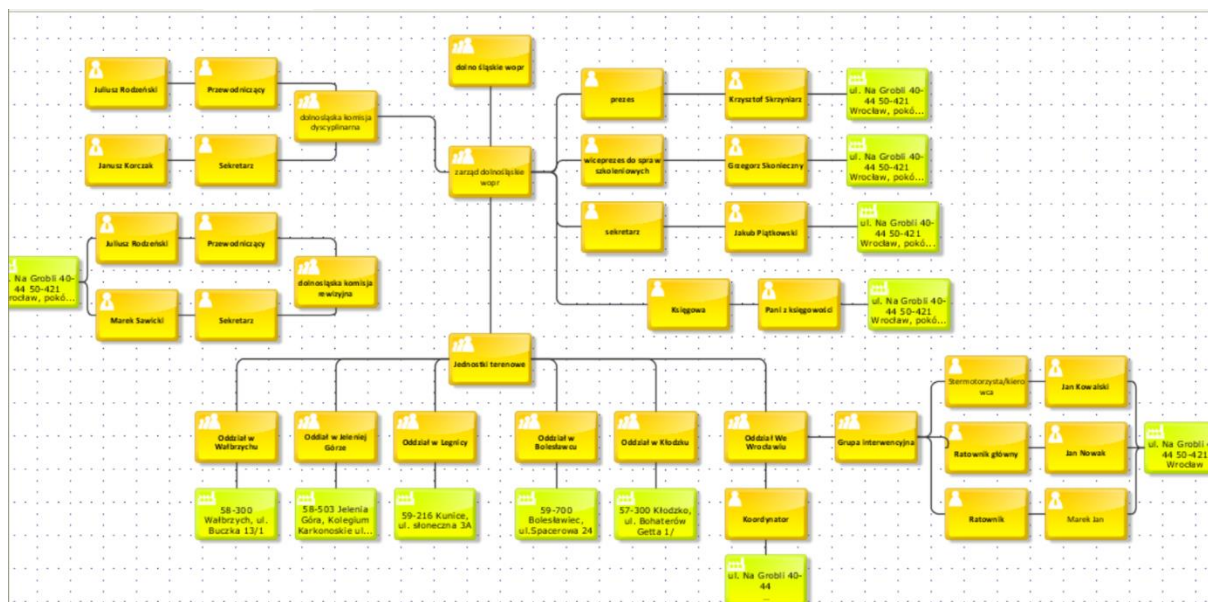 dolno śląskie wopr
Juliusz Rodzeński
Przewodniczący
dolnosląska komisja
dyscyplinarna
Janusz Korczak
Sekretarz
zarząd dolnośląskie
wopr
prezes
Krzysztof Skrzyniarz
ul. Na Grobli 40-
44 50-421
Wrocław, pokó...
wiceprezes do spraw
szkoleniowych
Grzegorz Skonieczny
ul. Na Grobli 40-
44 50-421
Wrocław, pokó...
sekretarz
Jakub Piątkowski
ul. Na Grobli 40-
44 50-421
Wrocław, pokó...
Księgowa
Pani z księgowości
ul. Na Grobli 40-
44 50-421
Wrocław, pokó...
Juliusz Rodzeński
Przewodniczący
dolnosląska komisja
rewizyjna
. Na Grobli 40-
44 50-421
rocław, pokó...
Marek Sawicki
Sekretarz
Jednostki terenowe
Oddział w
Wałbrzychu
Oddiał w Jeleniej
Górze
Oddział w Legnicy
Oddział w
Bolesławcu
Oddział w Kłodzku
Oddział We
Wrocławiu
Grupa interwencyjna
Stermotorzysta/kiero
wca
Jan Kowalski
Ratownik główny
Jan Nowak
ul. Na Grobli 4
44 50-421
Wrocław
Ratownik
Marek Jan
58-300
Wałbrzych, ul.
Buczka 13/1
58-503 Jelenia
Góra, Kolegium
Karkonoskie ul...
59-216 Kunice,
ul. słoneczna 3A
59-700
Bolesławiec,
ul.Spacerowa 24
57-300 Kłodzko,
ul. Bohaterów
Getta 1/
Koordynator
ul. Na Grobli 40-
44
...